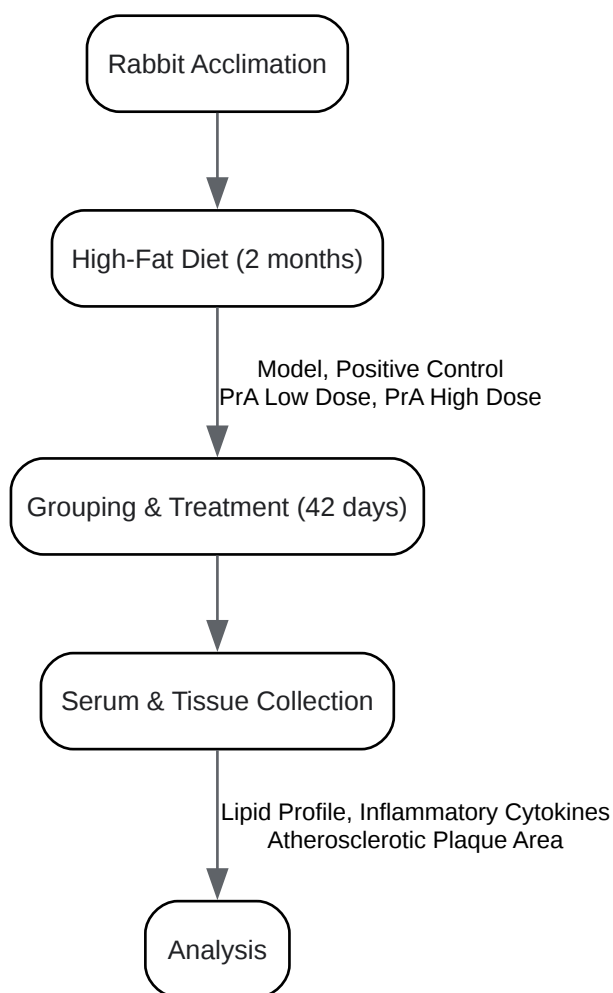 Rabbit Acclimation
High-Fat Diet (2 months)
Model, Positive Control
PrA Low Dose, PrA High Dose
Grouping & Treatment (42 days)
Serum & Tissue Collection
Lipid Profile, Inflammatory Cytokines
Atherosclerotic Plaque Area
Analysis